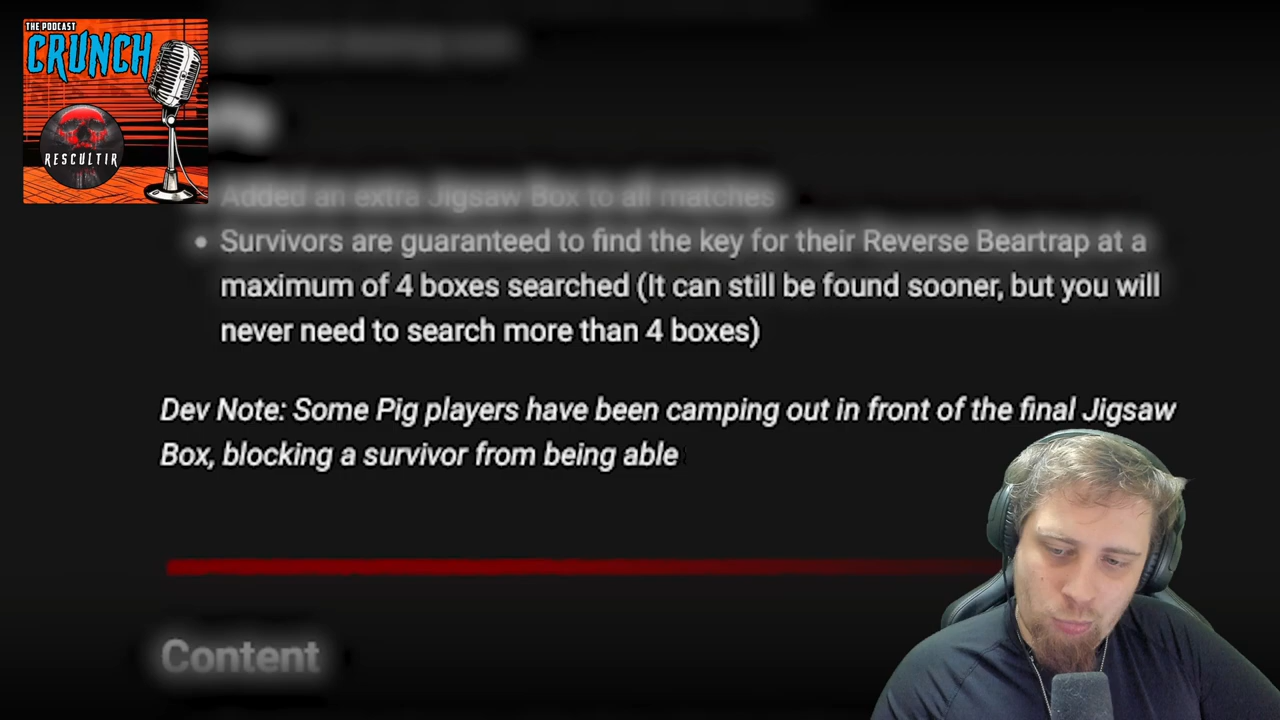 THE PODCAST
CRUNCH
RESCULTIR
Added an extra Jigsaw Box to all matches
• Survivors are guaranteed to find the key for their Reverse Beartrap at a
maximum of 4 boxes searched (It can still be found sooner, but you will
never need to search more than 4 boxes)
Dev Note: Some Pig players have been camping out in front of the final Jigsaw
Box, blocking a survivor from being able
Content